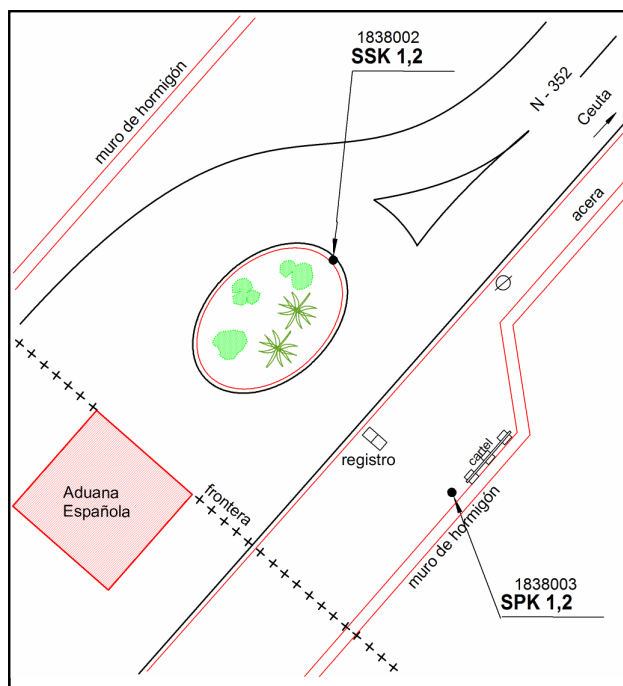 1838002
SSK 1,2
muro de hormigón
N - 352
Ceuta
acera
cartel
registro
Aduana
Española
frontera
muro de hormigón
1838003
SPK 1,2